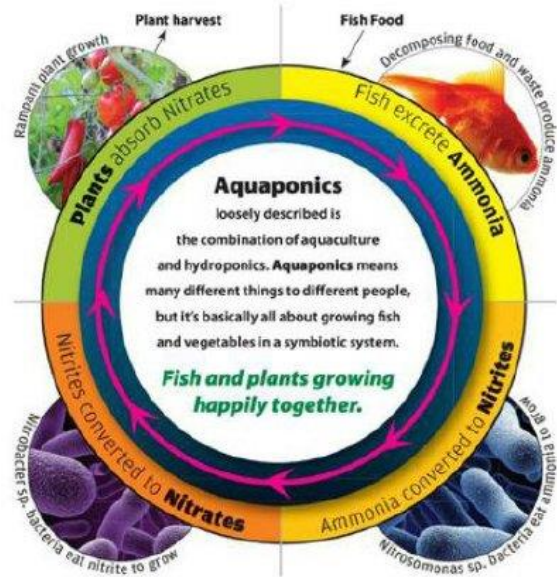 Plant harvest
Fish Food
Rampant plant growth
Decomposing food and waste produce ammonia
Plants absorb Nitrates
Fish excrete Ammonia
Aquaponics
loosely described is
the combination of aquaculture
and hydroponics. Aquaponics means
many different things to different people,
but it's basically all about growing fish
and vegetables in a symbiotic system.
Fish and plants growing
happily together.
Nitrites converted to Nitrates
Ammonia converted to Nitrites
Nitrobacter sp. bacteria eat nitrite to grow
Nitrosomonas sp. bacteria eat ammonia to grow